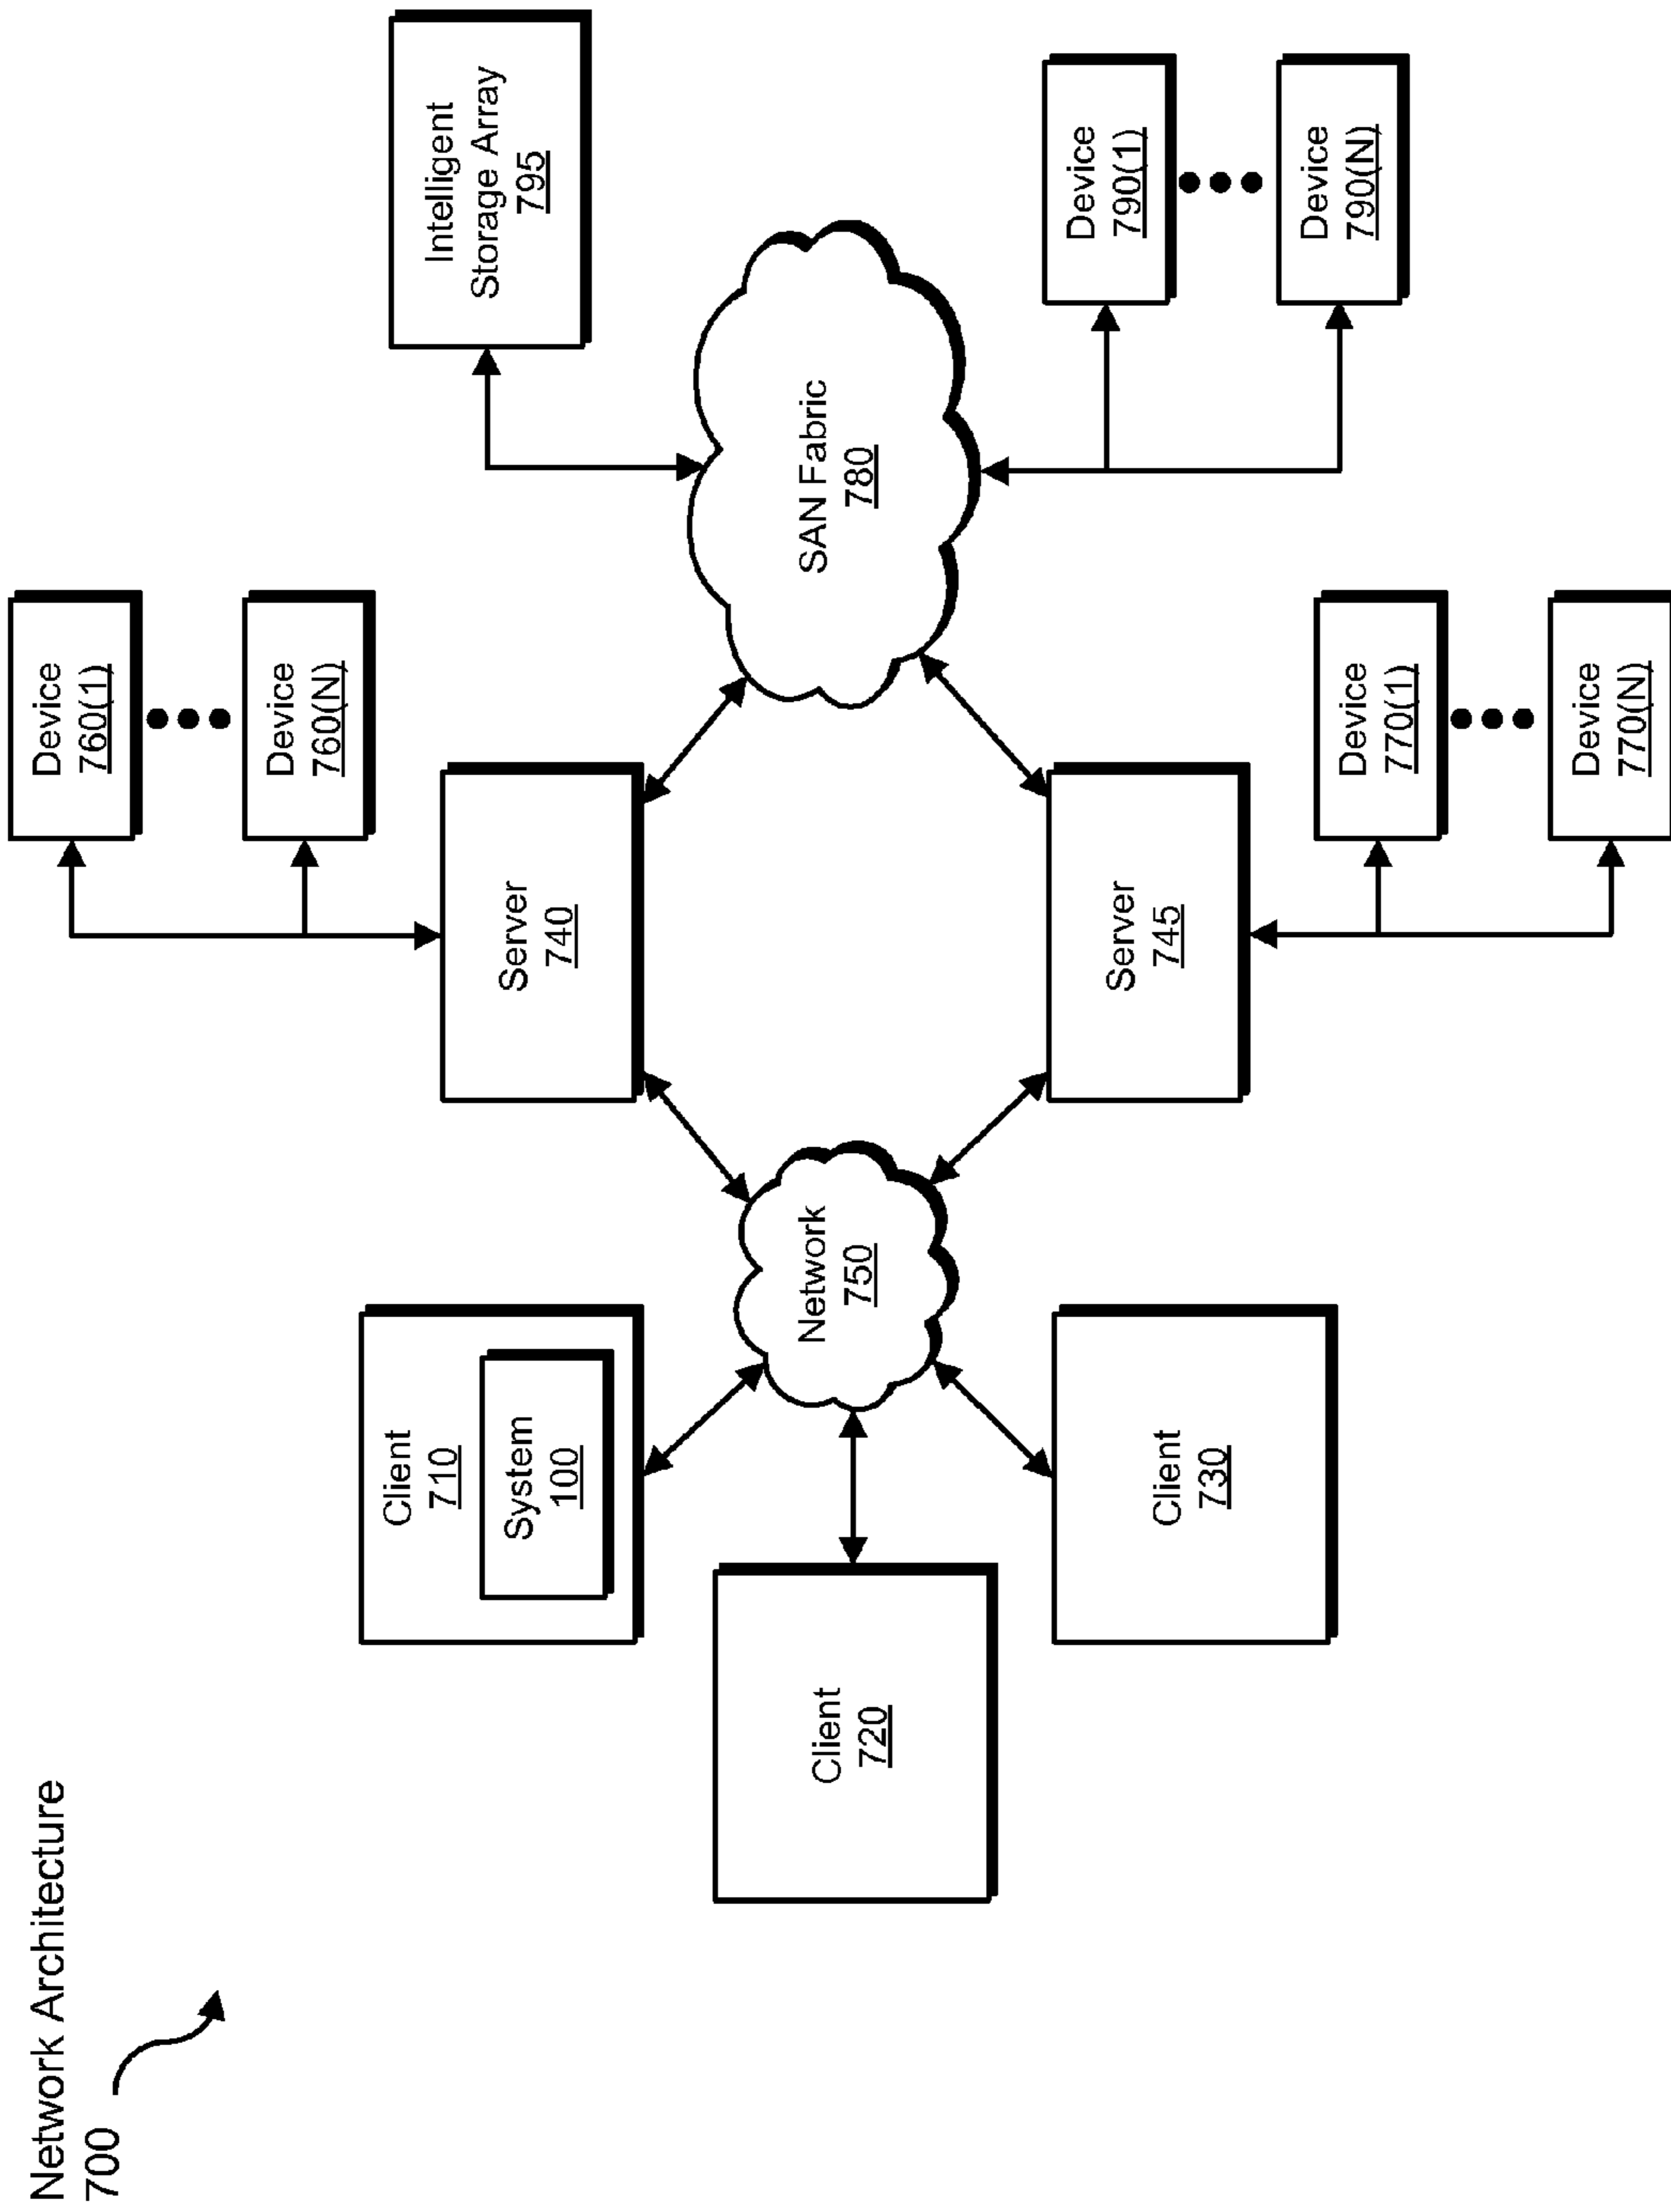 Network Architecture
700
Client
710
System
100
Client
720
Client
730
Network
750
Server
740
Server
745
Device
760(1)
Device
760(N)
Device
770(1)
Device
770(N)
SAN Fabric
780
Intelligent
Storage Array
795
Device
790(1)
Device
790(N)